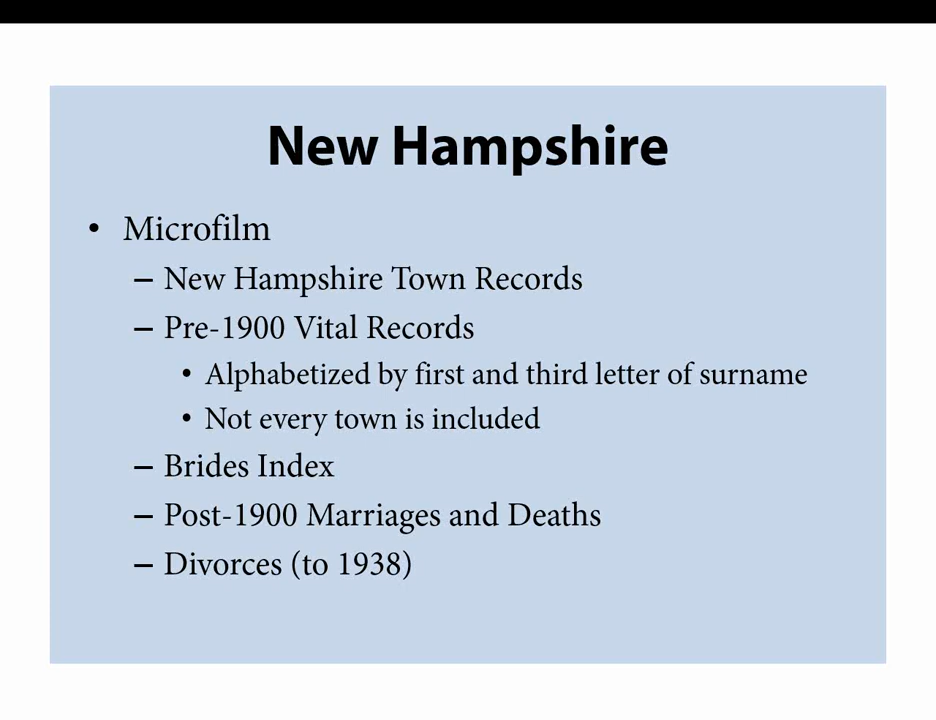 New Hampshire
• Microfilm
– New Hampshire Town Records
– Pre-1900 Vital Records
• Alphabetized by first and third letter of surname
• Not every town is included
– Brides Index
– Post-1900 Marriages and Deaths
– Divorces (to 1938)